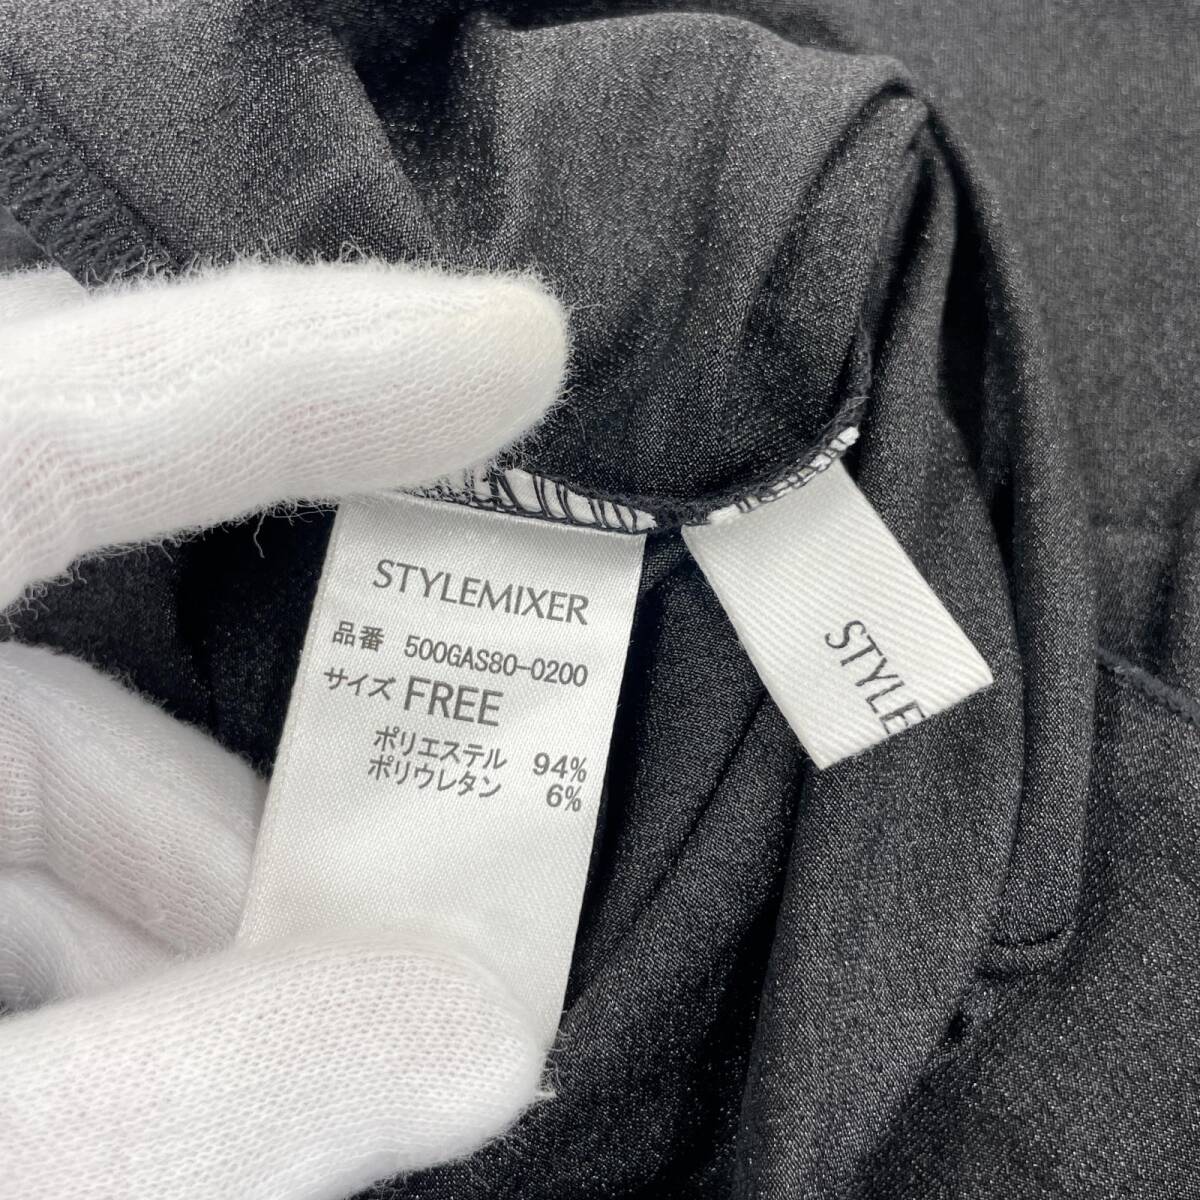 STYLEMIXER
品番 500GAS80-0200
サイズ FREE
ポリエステル 94%
ポリウレタン 6%
STYLE